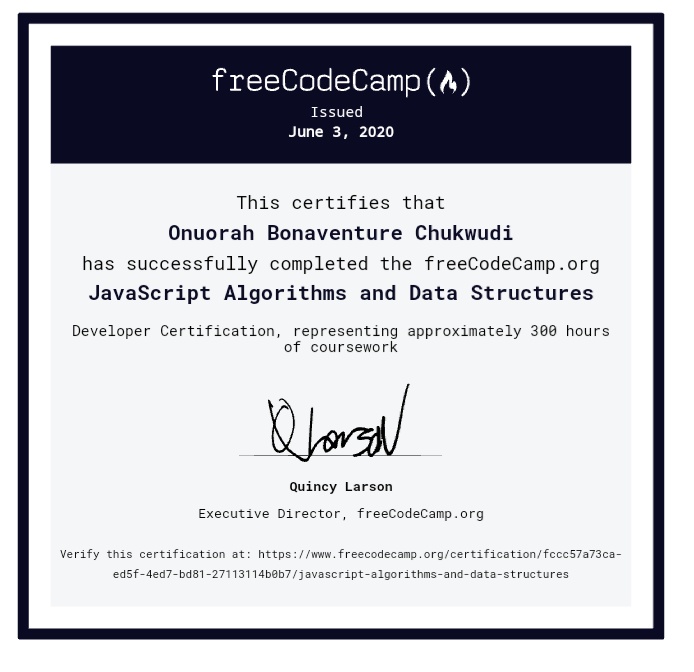 freeCodeCamp(🔥)
Issued
June 3, 2020
This certifies that
Onuorah Bonaventure Chukwudi
has successfully completed the freeCodeCamp.org
JavaScript Algorithms and Data Structures
Developer Certification, representing approximately 300 hours
of coursework
Q Larson
Quincy Larson
Executive Director, freeCodeCamp.org
Verify this certification at: https://www.freecodecamp.org/certification/fccc57a73ca-
ed5f-4ed7-bd81-27113114b0b7/javascript-algorithms-and-data-structures